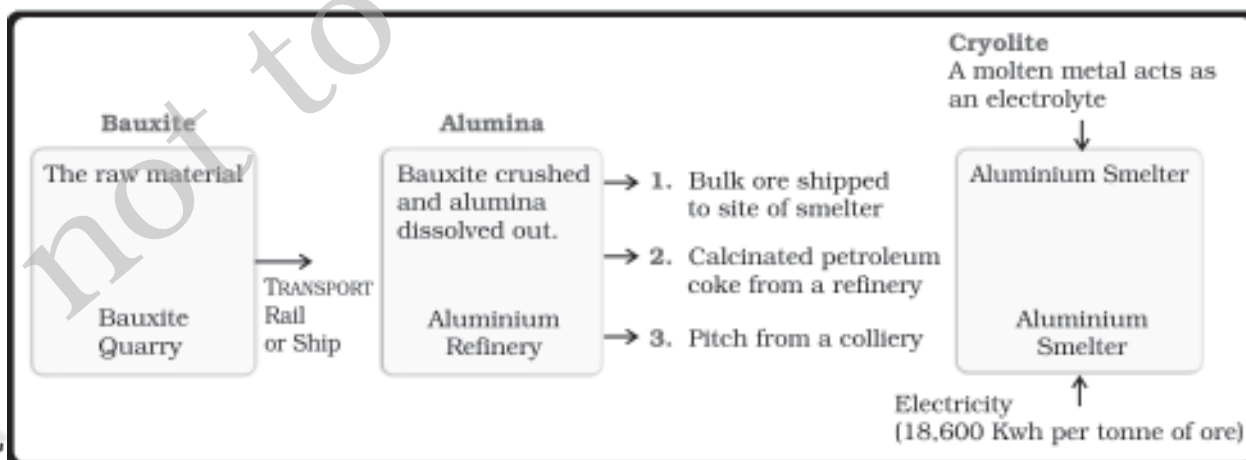 not to
Bauxite
The raw material
Bauxite
Quarry
TRANSPORT
Rail
or Ship
Alumina
Bauxite crushed
and alumina
dissolved out.
Aluminium
Refinery
1. Bulk ore shipped
to site of smelter
2. Calcinated petroleum
coke from a refinery
3. Pitch from a colliery
Cryolite
A molten metal acts as
an electrolyte
Aluminium Smelter
Aluminium
Smelter
Electricity
(18,600 Kwh per tonne of ore)